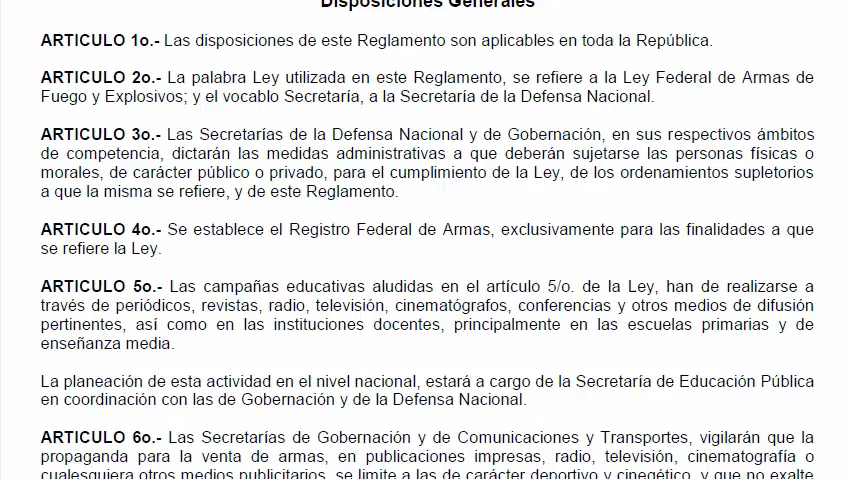 Disposiciones Generales
ARTICULO 1o.- Las disposiciones de este Reglamento son aplicables en toda la República.
ARTICULO 2o.- La palabra Ley utilizada en este Reglamento, se refiere a la Ley Federal de Armas de
Fuego y Explosivos; y el vocablo Secretaría, a la Secretaría de la Defensa Nacional.
ARTICULO 3o.- Las Secretarías de la Defensa Nacional y de Gobernación, en sus respectivos ámbitos
de competencia, dictarán las medidas administrativas a que deberán sujetarse las personas físicas o
morales, de carácter público o privado, para el cumplimiento de la Ley, de los ordenamientos supletorios
a que la misma se refiere, y de este Reglamento.
ARTICULO 4o.- Se establece el Registro Federal de Armas, exclusivamente para las finalidades a que
se refiere la Ley.
ARTICULO 5o.- Las campañas educativas aludidas en el artículo 5/o. de la Ley, han de realizarse a
través de periódicos, revistas, radio, televisión, cinematógrafos, conferencias y otros medios de difusión
pertinentes, así como en las instituciones docentes, principalmente en las escuelas primarias y de
enseñanza media.
La planeación de esta actividad en el nivel nacional, estará a cargo de la Secretaría de Educación Pública
en coordinación con las de Gobernación y de la Defensa Nacional.
ARTICULO 6o.- Las Secretarías de Gobernación y de Comunicaciones y Transportes, vigilarán que la
propaganda para la venta de armas, en publicaciones impresas, radio, televisión, cinematografía o
cualesquiera otros medios publicitarios, se limite a las de carácter deportivo y cinegético, y que no exalte